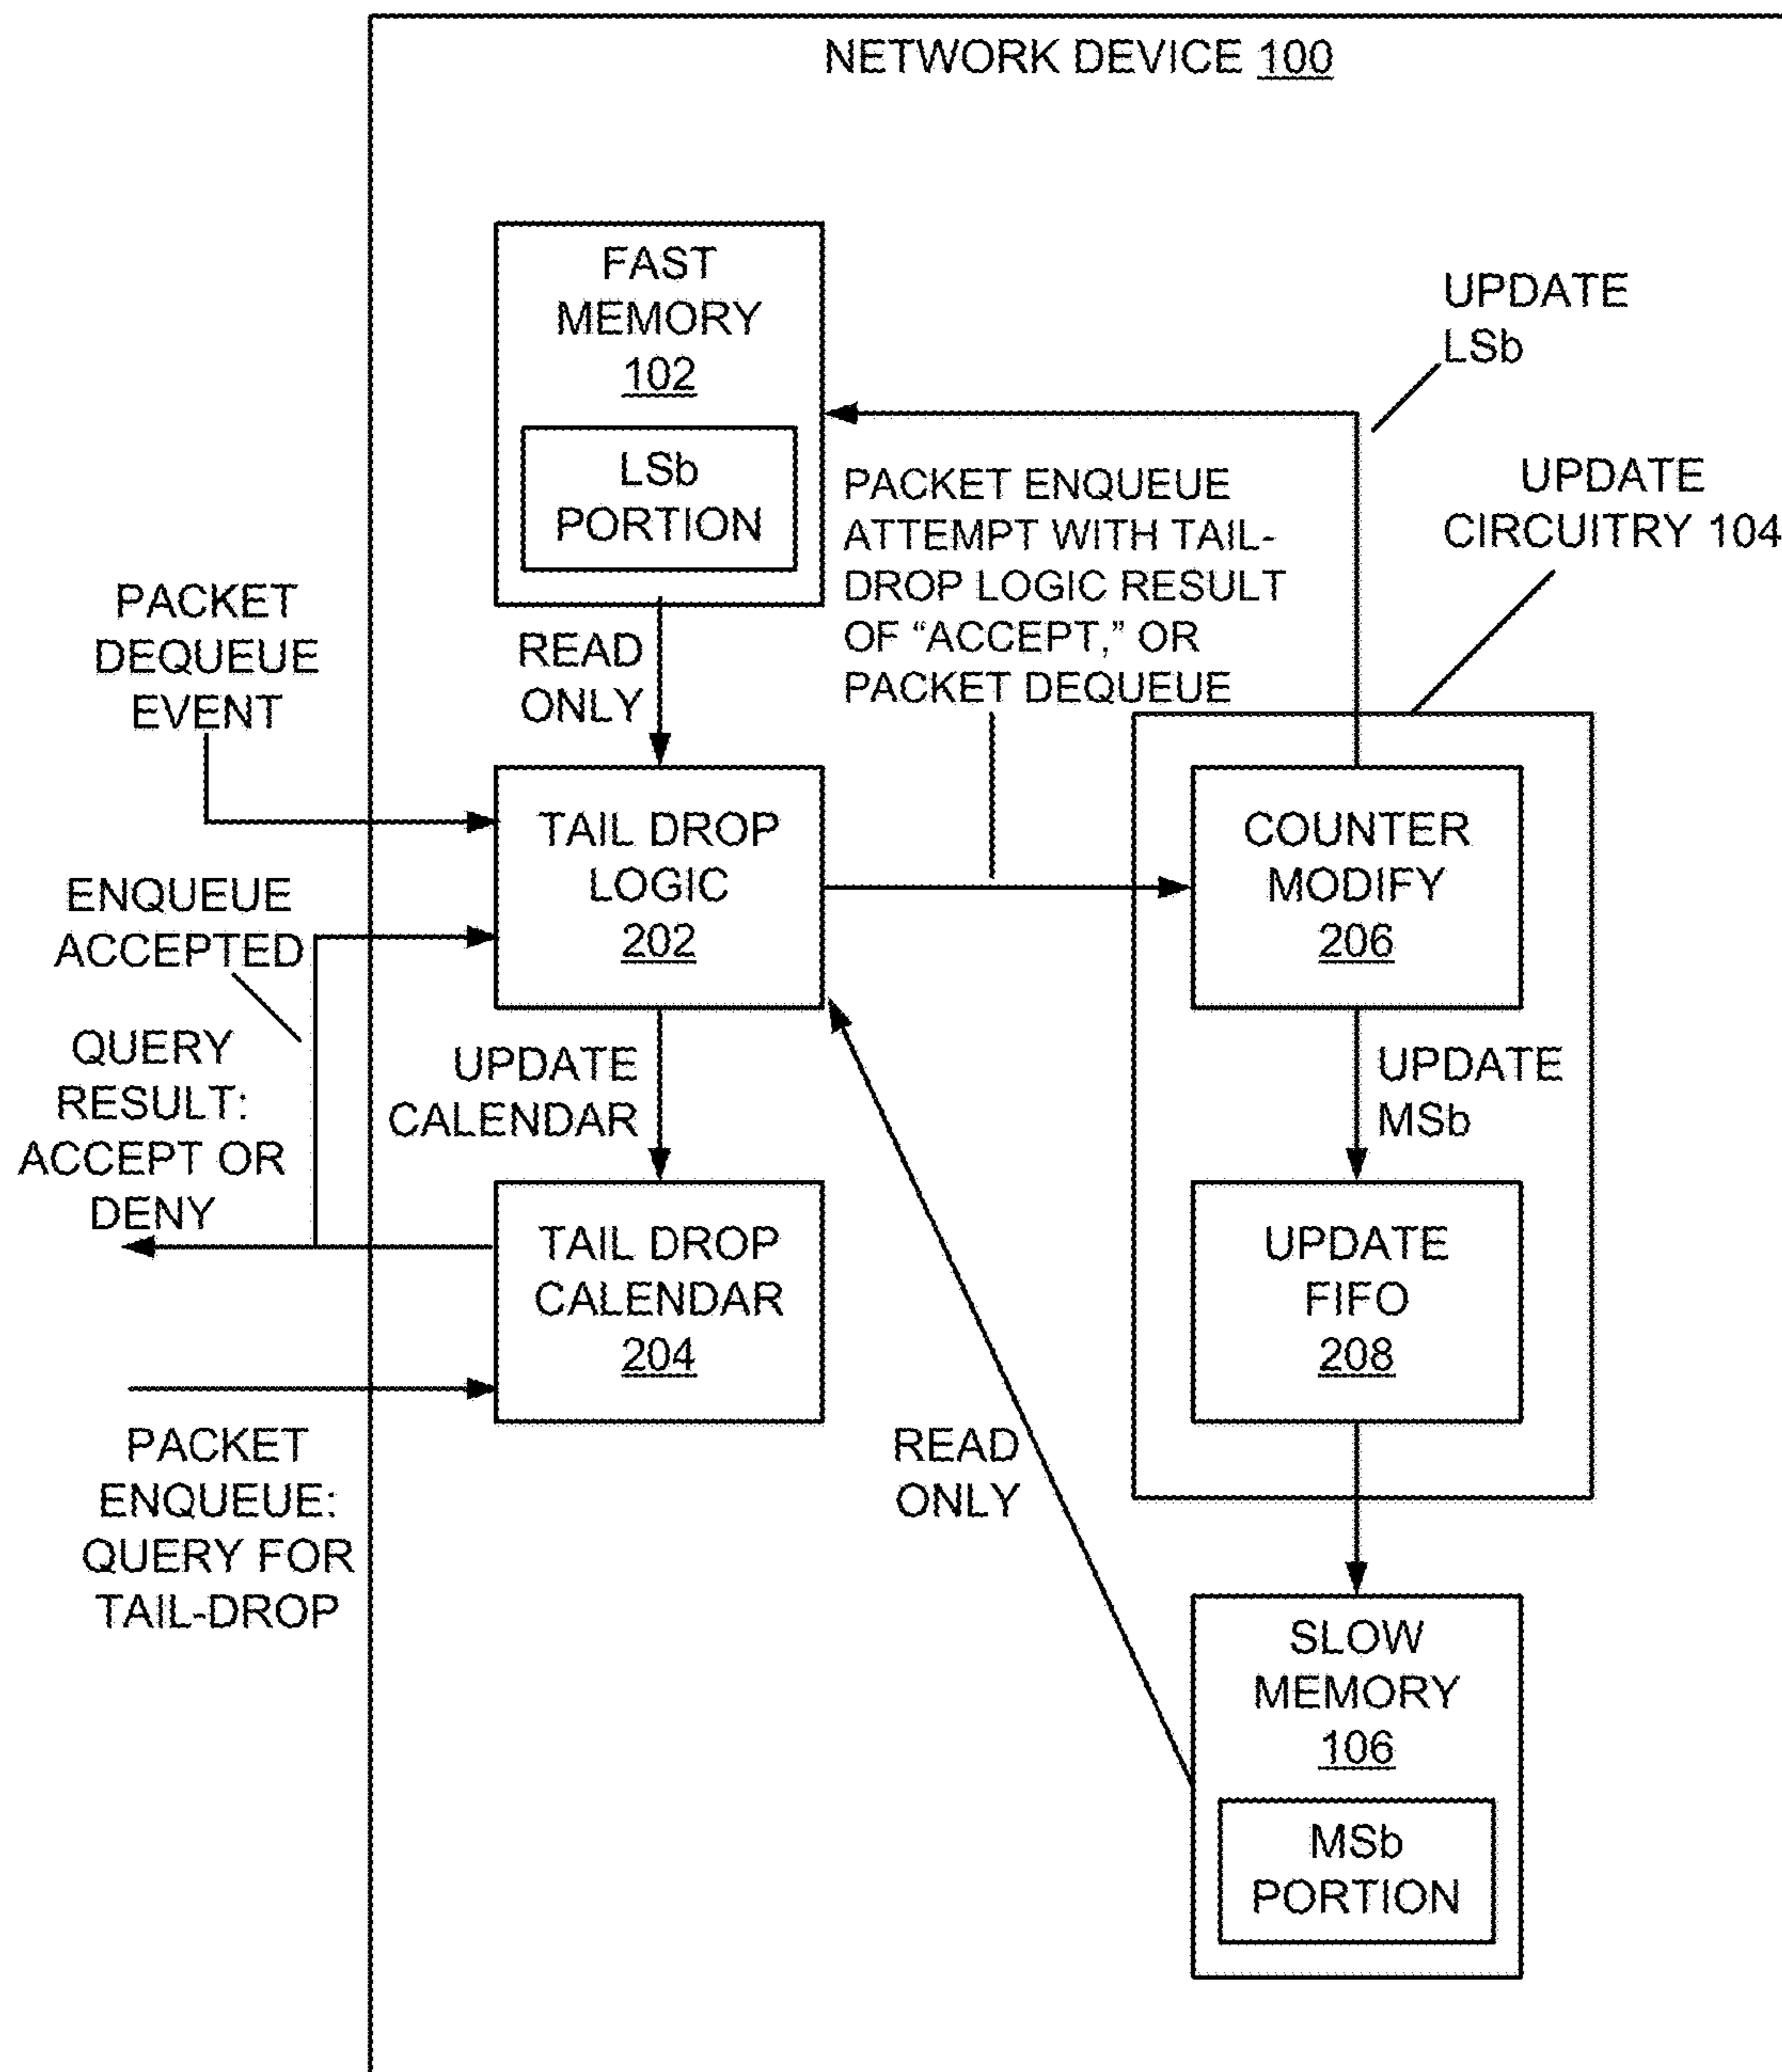 NETWORK DEVICE 100
FAST
MEMORY
102
LSb
PORTION
UPDATE
LSb
PACKET ENQUEUE
ATTEMPT WITH TAIL-
DROP LOGIC RESULT
OF “ACCEPT,” OR
PACKET DEQUEUE
UPDATE
CIRCUITRY 104
PACKET
DEQUEUE
EVENT
READ
ONLY
TAIL DROP
LOGIC
202
COUNTER
MODIFY
206
ENQUEUE
ACCEPTED
QUERY
RESULT:
ACCEPT OR
DENY
UPDATE
CALENDAR
UPDATE
MSb
TAIL DROP
CALENDAR
204
UPDATE
FIFO
208
PACKET
ENQUEUE:
QUERY FOR
TAIL-DROP
READ
ONLY
SLOW
MEMORY
106
MSb
PORTION